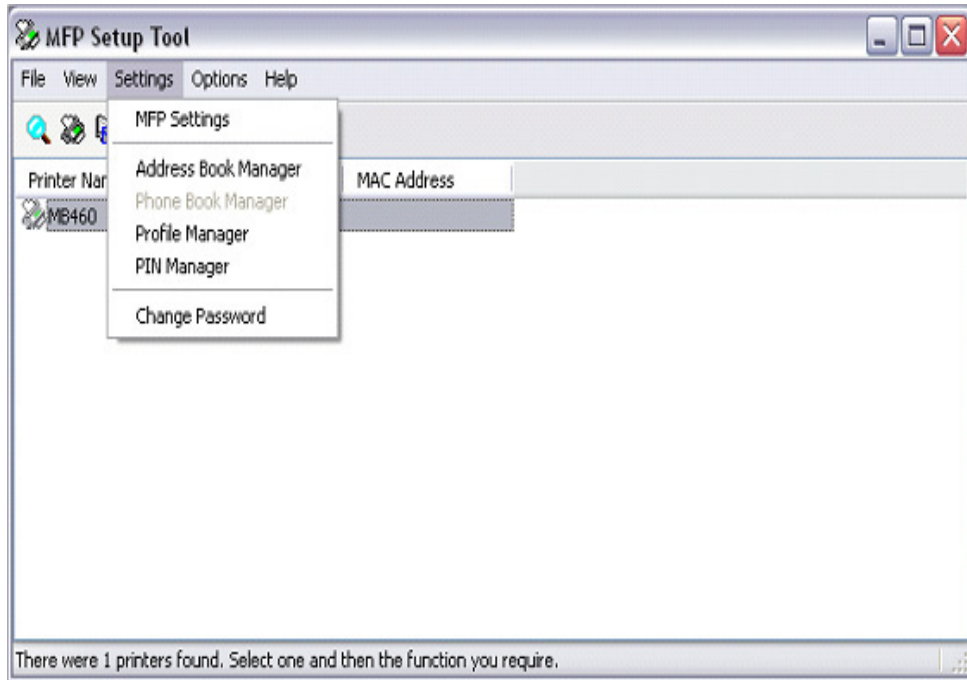 MFP Setup Tool
File View Settings Options Help
MFP Settings
Printer Nar
MAC Address
Address Book Manager
MB460
Phone Book Manager
Profile Manager
PIN Manager
Change Password
There were 1 printers found. Select one and then the function you require.